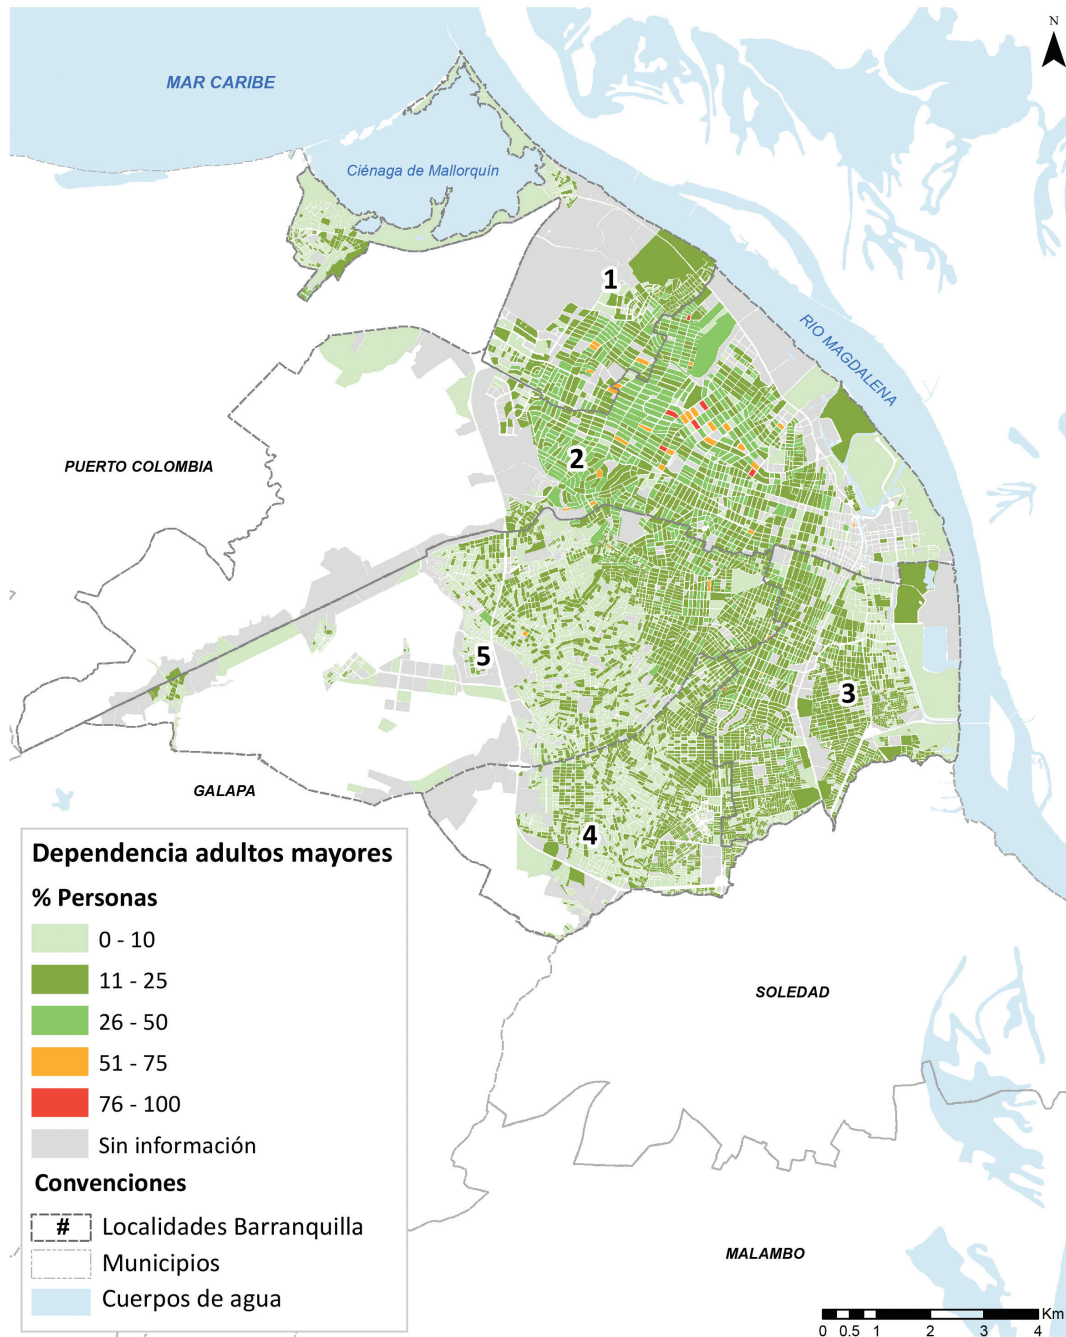 N
MAR CARIBE
Ciénaga de Mallorquín
1
RIO MAGDALENA
2
PUERTO COLOMBIA
5
3
GALAPA
4
Dependencia adultos mayores
% Personas
0 - 10
11 - 25
26 - 50
51 - 75
76 - 100
Sin información
Convenciones
# Localidades Barranquilla
Municipios
Cuerpos de agua
SOLEDAD
MALAMBO
Km
0 0.5 1 2 3 4